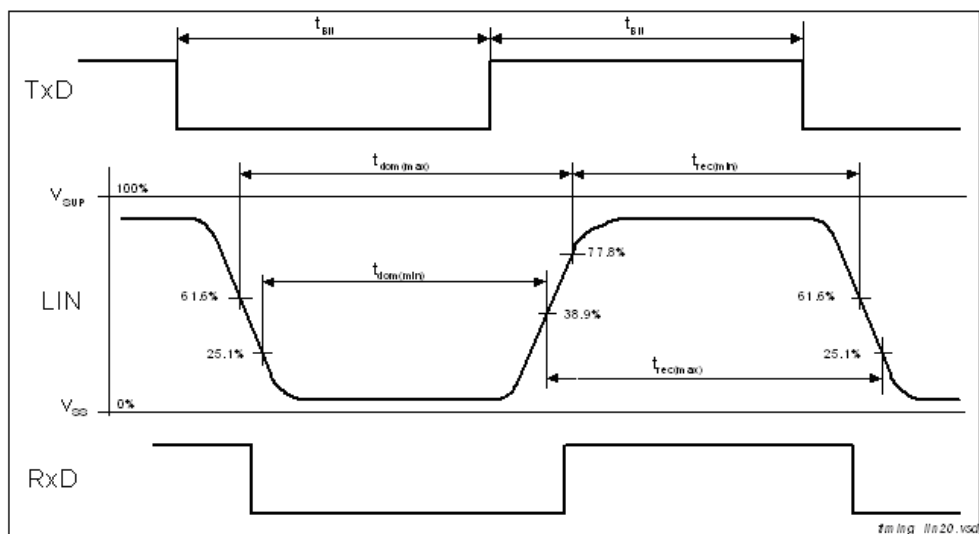 tBit tBit
TxD
tdom(max) trec(min)
VSUP 100%
77.8%
tdom(min)
LIN 61.6% 38.9% 61.6%
25.1% 25.1%
trec(max)
VSS 0%
RxD
timing_lin20.vsd